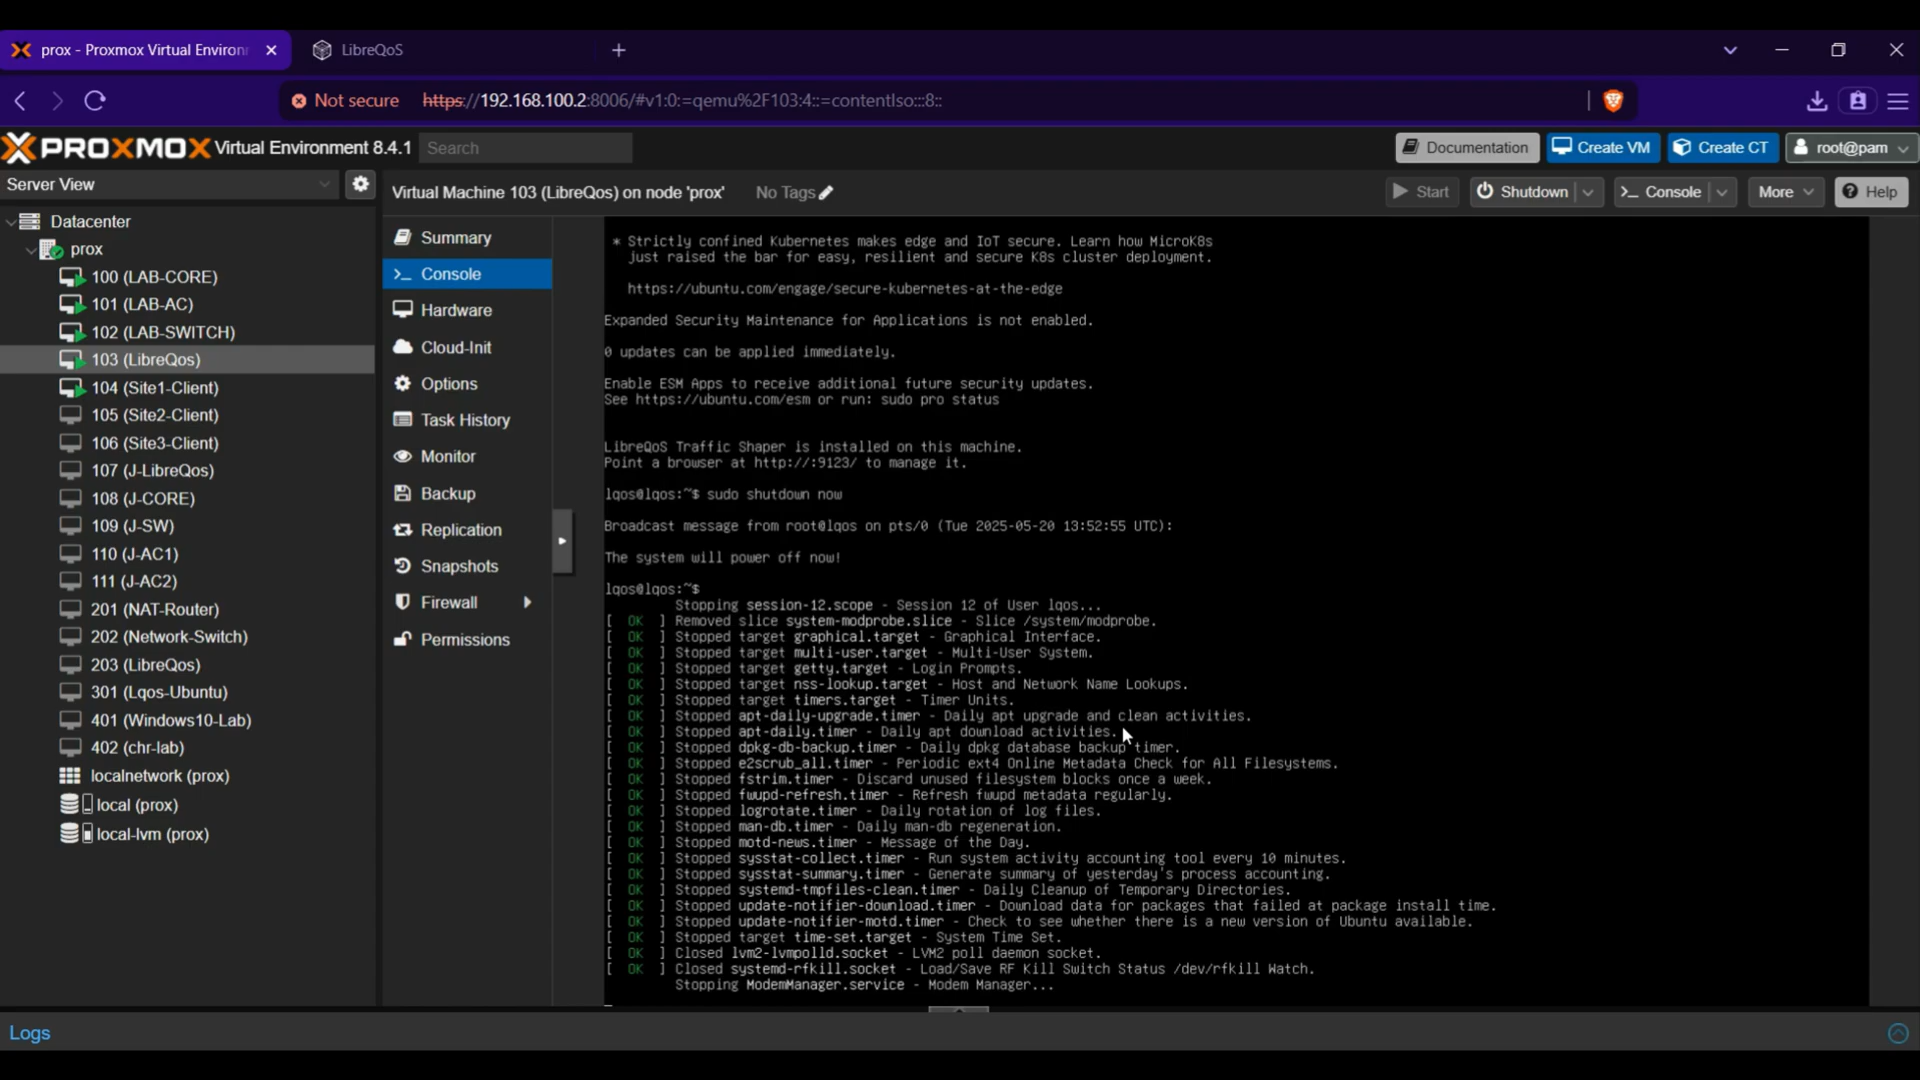 prox - Proxmox Virtual Environ
LibreQoS
Not secure https://192.168.100.2:8006/#v1:0:=qemu%2F103:4::=contentIso:::8::
PROXMOX Virtual Environment 8.4.1
Search
Documentation
Create VM
Create CT
root@pam
Server View
Virtual Machine 103 (LibreQos) on node 'prox'
No Tags
Start
Shutdown
Console
More
Help
Datacenter
prox
100 (LAB-CORE)
101 (LAB-AC)
102 (LAB-SWITCH)
103 (LibreQos)
104 (Site1-Client)
105 (Site2-Client)
106 (Site3-Client)
107 (J-LibreQos)
108 (J-CORE)
109 (J-SW)
110 (J-AC1)
111 (J-AC2)
201 (NAT-Router)
202 (Network-Switch)
203 (LibreQos)
301 (Lqos-Ubuntu)
401 (Windows10-Lab)
402 (chr-lab)
localnetwork (prox)
local (prox)
local-lvm (prox)
Summary
Console
Hardware
Cloud-Init
Options
Task History
Monitor
Backup
Replication
Snapshots
Firewall
Permissions
* Strictly confined Kubernetes makes edge and IoT secure. Learn how MicroK8s
just raised the bar for easy, resilient and secure K8s cluster deployment.
https://ubuntu.com/engage/secure-kubernetes-at-the-edge
Expanded Security Maintenance for Applications is not enabled.
0 updates can be applied immediately.
Enable ESM Apps to receive additional future security updates.
See https://ubuntu.com/esm or run: sudo pro status
LibreQoS Traffic Shaper is installed on this machine.
Point a browser at http://:9123/ to manage it.
lqos@lqos:~$ sudo shutdown now
Broadcast message from root@lqos on pts/0 (Tue 2025-05-20 13:52:55 UTC):
The system will power off now!
lqos@lqos:~$
Stopping session-12.scope - Session 12 of User lqos...
[ OK ] Removed slice system-modprobe.slice - Slice /system/modprobe.
[ OK ] Stopped target graphical.target - Graphical Interface.
[ OK ] Stopped target multi-user.target - Multi-User System.
[ OK ] Stopped target getty.target - Login Prompts.
[ OK ] Stopped target nss-lookup.target - Host and Network Name Lookups.
[ OK ] Stopped target timers.target - Timer Units.
[ OK ] Stopped apt-daily-upgrade.timer - Daily apt upgrade and clean activities.
[ OK ] Stopped apt-daily.timer - Daily apt download activities.
[ OK ] Stopped dpkg-db-backup.timer - Daily dpkg database backup timer.
[ OK ] Stopped e2scrub_all.timer - Periodic ext4 Online Metadata Check for All Filesystems.
[ OK ] Stopped fstrim.timer - Discard unused filesystem blocks once a week.
[ OK ] Stopped fwupd-refresh.timer - Refresh fwupd metadata regularly.
[ OK ] Stopped logrotate.timer - Daily rotation of log files.
[ OK ] Stopped man-db.timer - Daily man-db regeneration.
[ OK ] Stopped motd-news.timer - Message of the Day.
[ OK ] Stopped sysstat-collect.timer - Run system activity accounting tool every 10 minutes.
[ OK ] Stopped sysstat-summary.timer - Generate summary of yesterday's process accounting.
[ OK ] Stopped systemd-tmpfiles-clean.timer - Daily Cleanup of Temporary Directories.
[ OK ] Stopped update-notifier-download.timer - Download data for packages that failed at package install time.
[ OK ] Stopped update-notifier-motd.timer - Check to see whether there is a new version of Ubuntu available.
[ OK ] Stopped target time-set.target - System Time Set.
[ OK ] Closed lvm2-lvmpolld.socket - LVM2 poll daemon socket.
[ OK ] Closed systemd-rfkill.socket - Load/Save RF Kill Switch Status /dev/rfkill Watch.
Stopping ModemManager.service - Modem Manager...
Logs